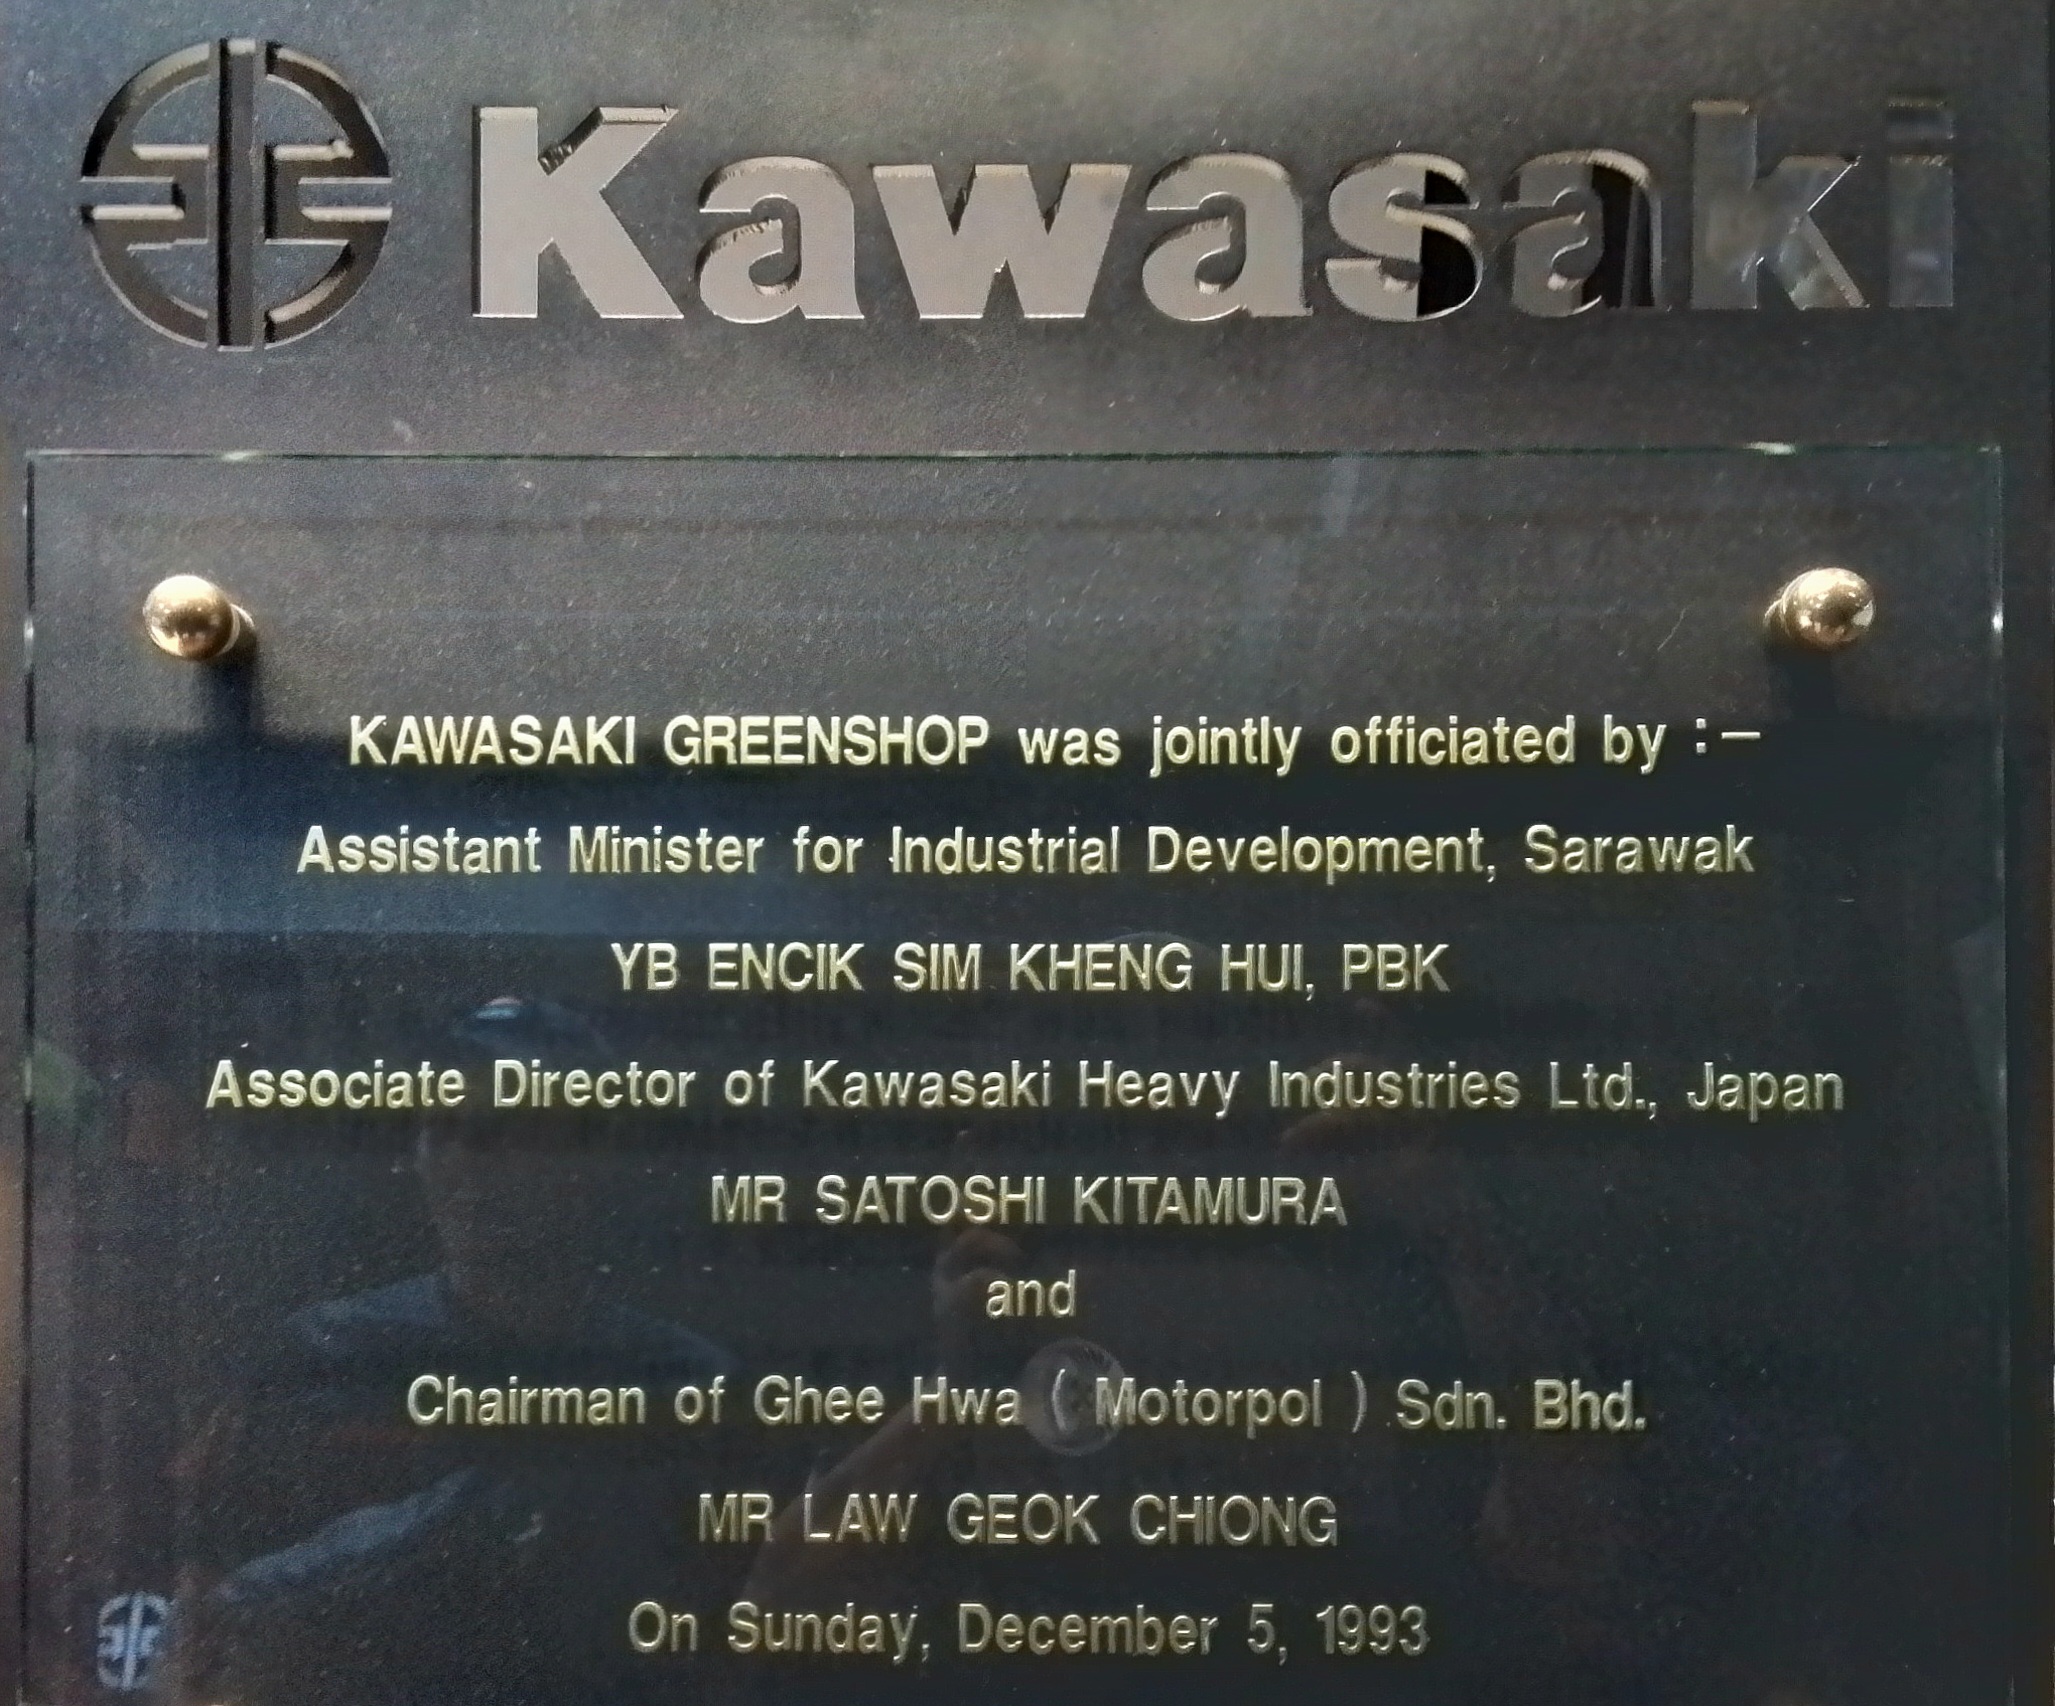 Kawasaki
KAWASAKI GREENSHOP was jointly officiated by :–
Assistant Minister for Industrial Development, Sarawak
YB ENCIK SIM KHENG HUI, PBK
Associate Director of Kawasaki Heavy Industries Ltd., Japan
MR SATOSHI KITAMURA
and
Chairman of Ghee Hwa ( Motorpol ) Sdn. Bhd.
MR LAW GEOK CHIONG
On Sunday, December 5, 1993